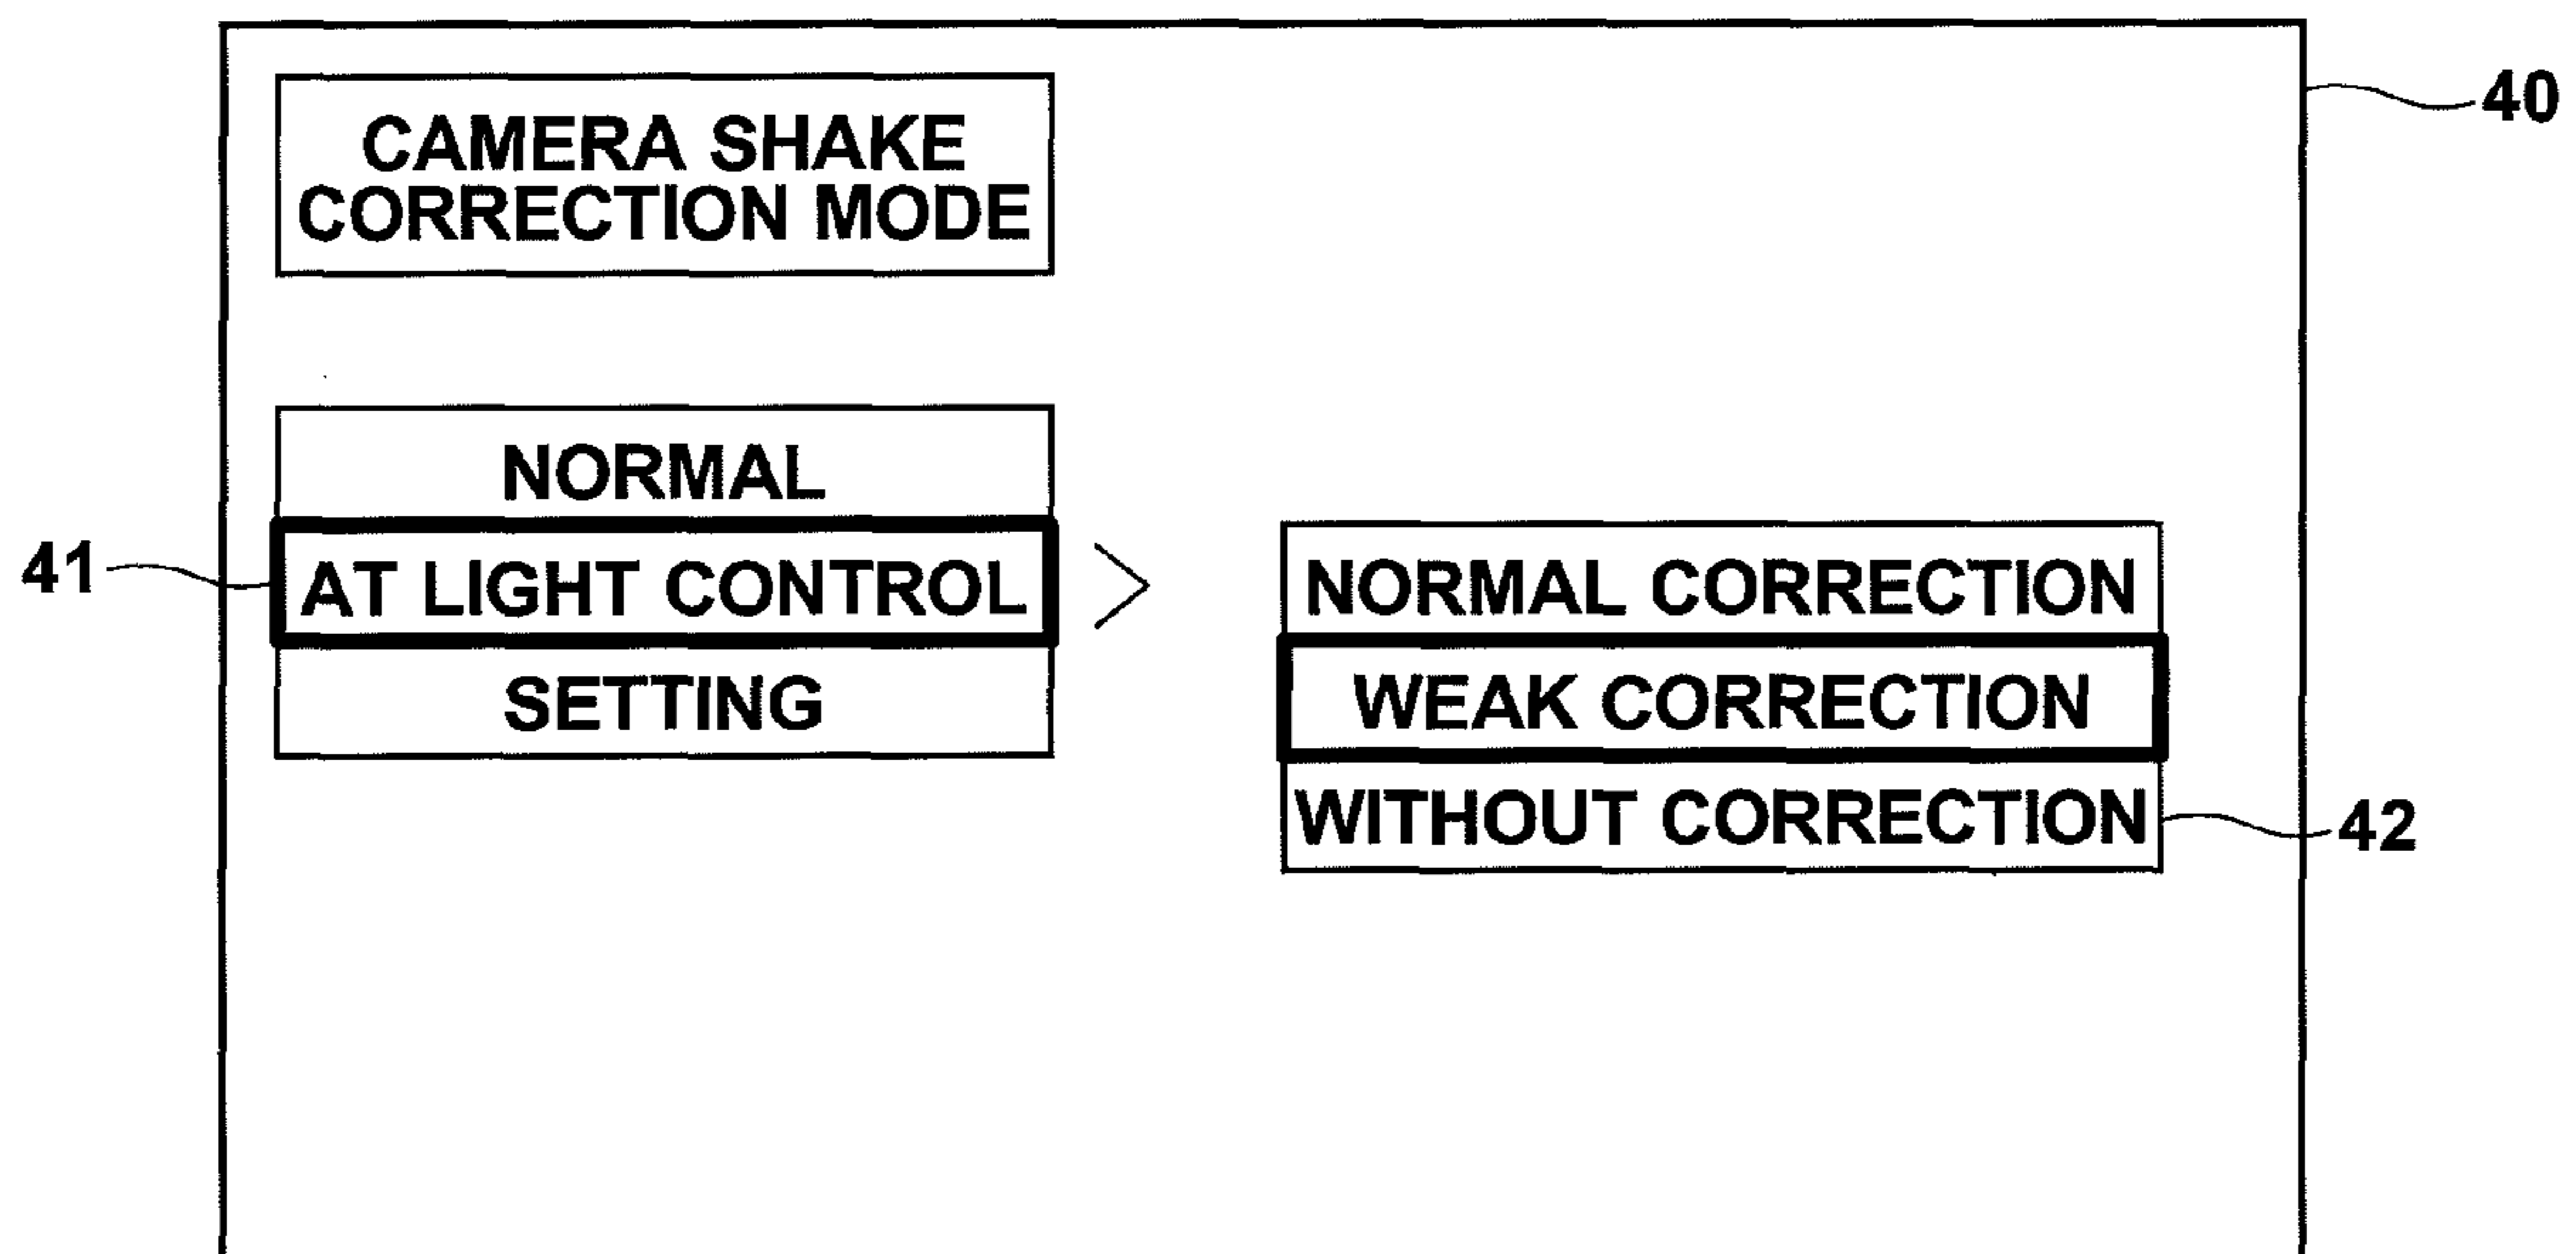 CAMERA SHAKE
CORRECTION MODE
40
NORMAL
41
AT LIGHT CONTROL
NORMAL CORRECTION
SETTING
WEAK CORRECTION
WITHOUT CORRECTION
42